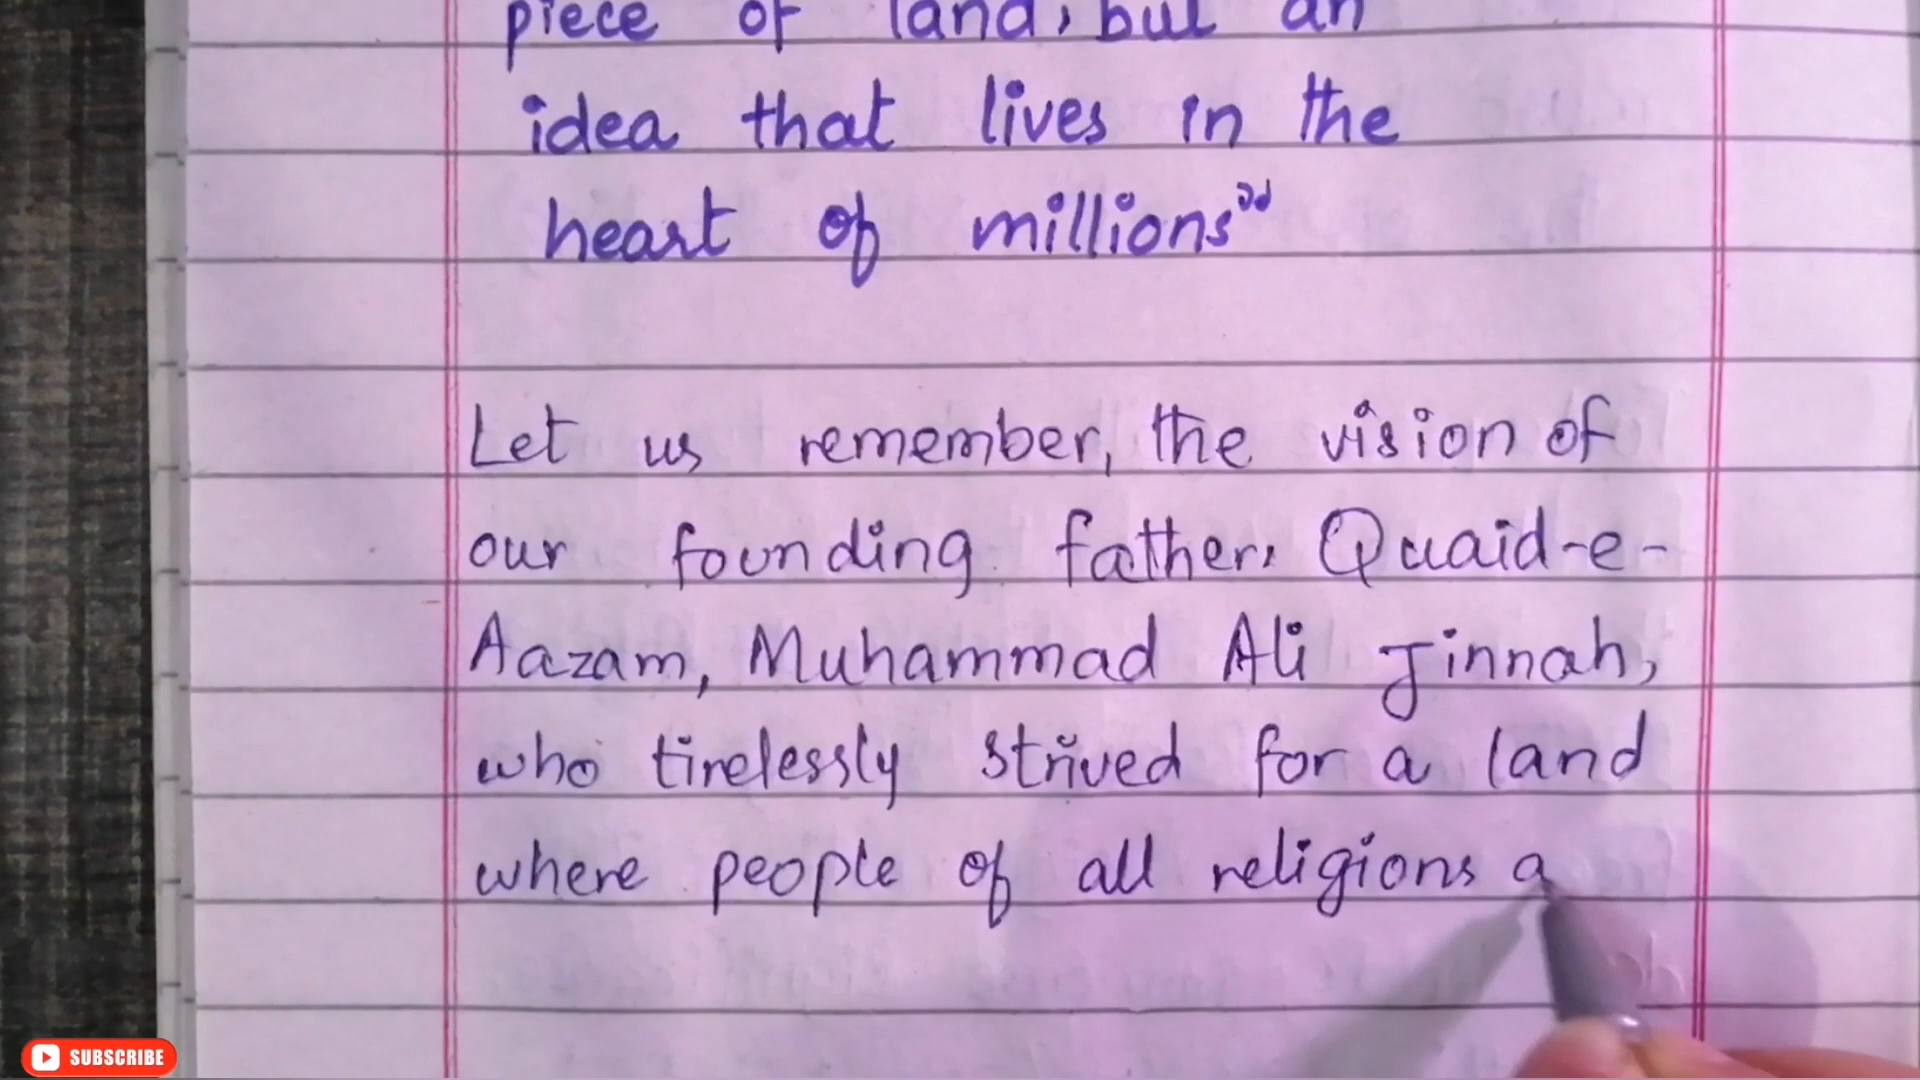 piece of land, but an
idea that lives in the
heart of millions"
Let us remember, the vision of
our founding father, Quaid-e-
Aazam, Muhammad Ali Jinnah,
who tirelessly strived for a land
where people of all religions a
SUBSCRIBE